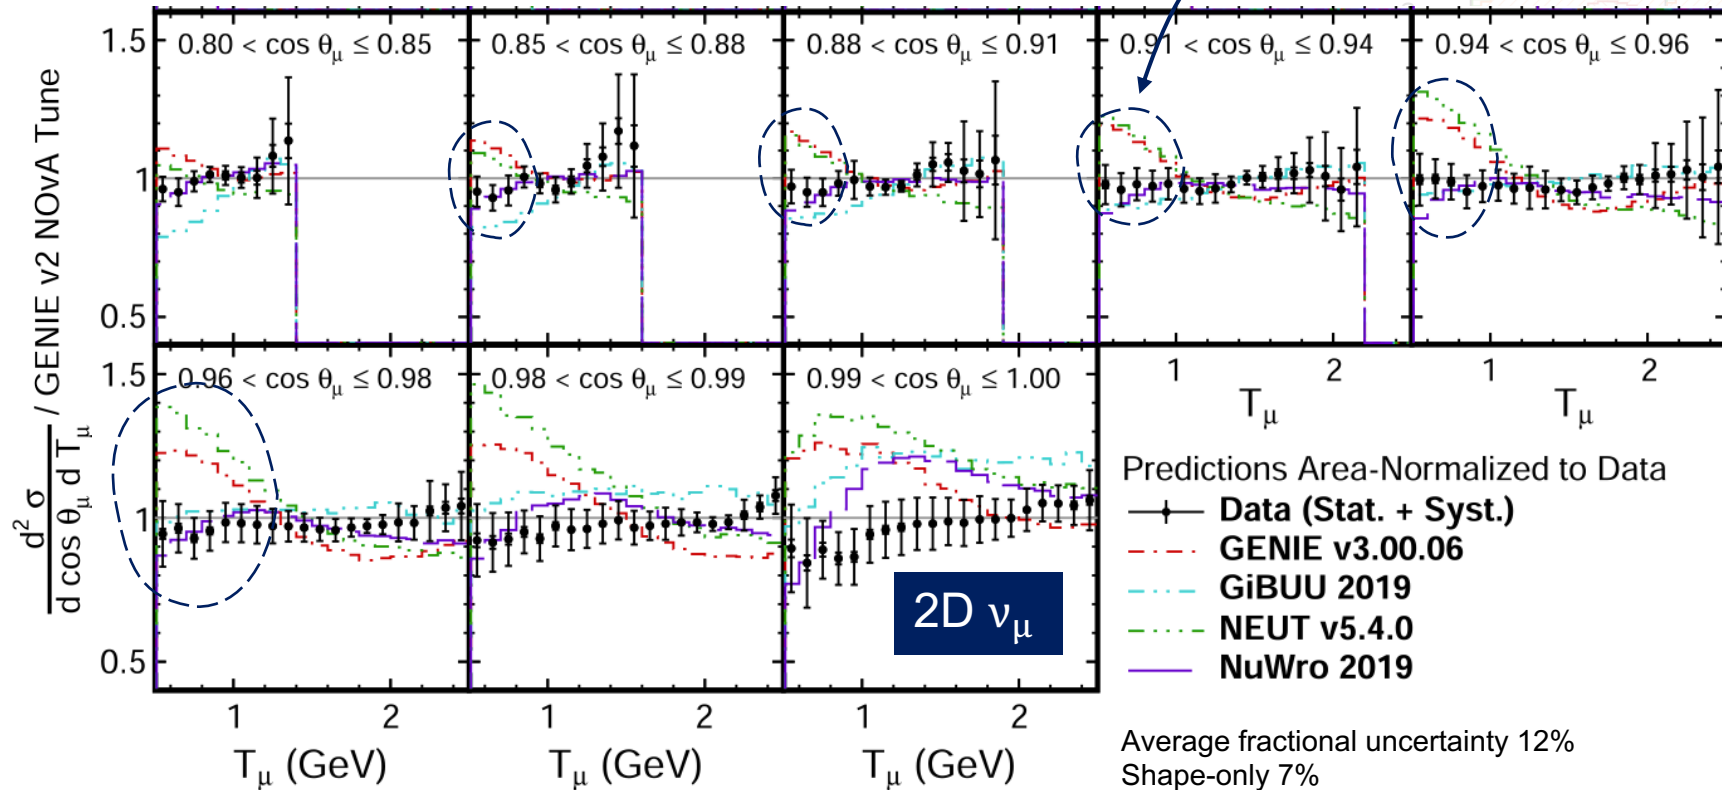 d² σ / d cos θμ d Tμ / GENIE v2 NOvA Tune
1.5
1
0.5
0.80 < cos θμ ≤ 0.85
0.85 < cos θμ ≤ 0.88
0.88 < cos θμ ≤ 0.91
0.91 < cos θμ ≤ 0.94
0.94 < cos θμ ≤ 0.96
1 2
Tμ
1 2
Tμ
1.5
1
0.5
0.96 < cos θμ ≤ 0.98
0.98 < cos θμ ≤ 0.99
0.99 < cos θμ ≤ 1.00
2D νμ
1 2
Tμ (GeV)
1 2
Tμ (GeV)
1 2
Tμ (GeV)
Predictions Area-Normalized to Data
Data (Stat. + Syst.)
GENIE v3.00.06
GiBUU 2019
NEUT v5.4.0
NuWro 2019
Average fractional uncertainty 12%
Shape-only 7%